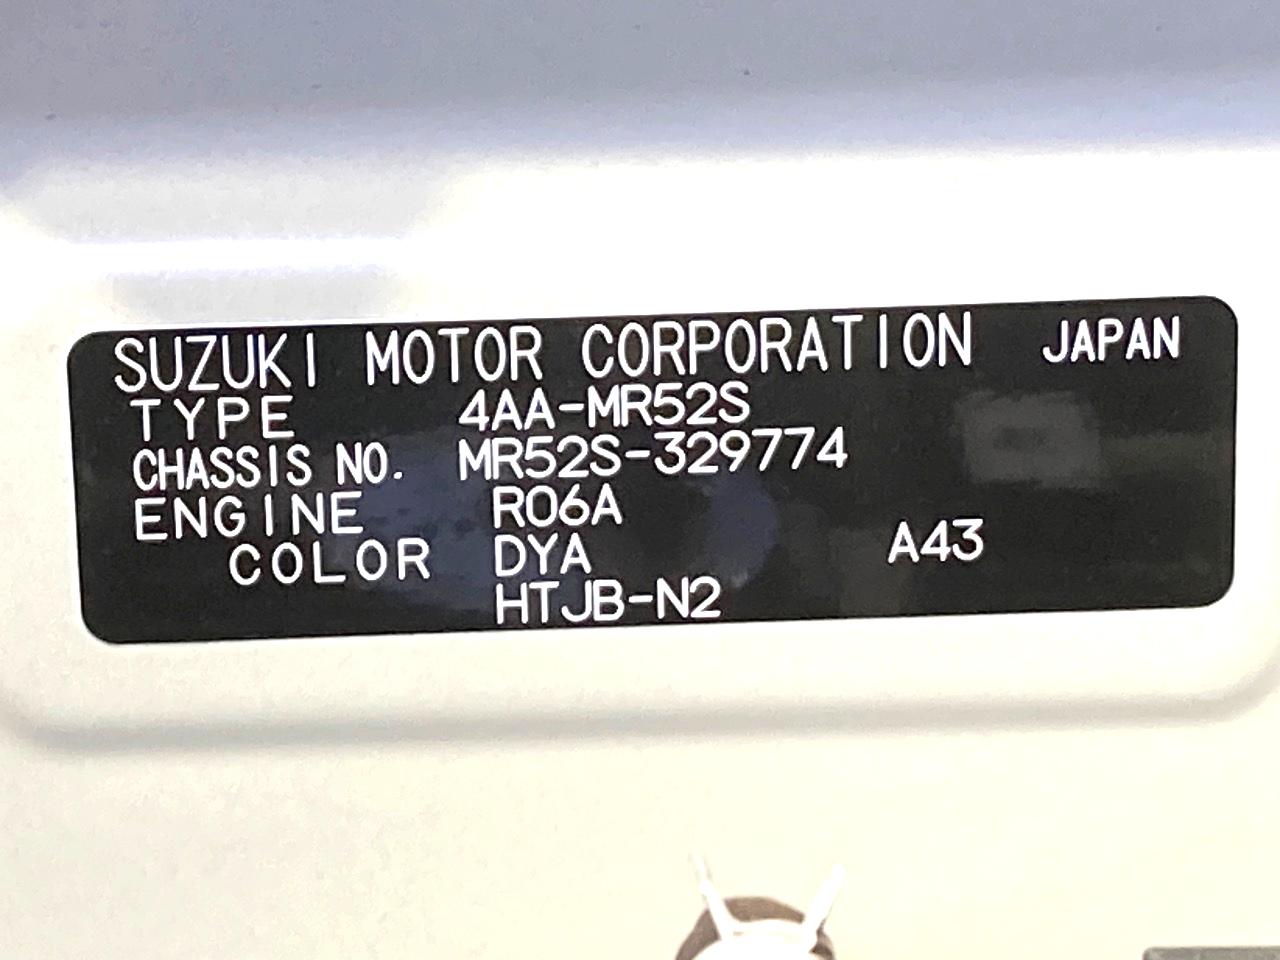 SUZUKI MOTOR CORPORATION JAPAN
TYPE 4AA-MR52S
CHASSIS NO. MR52S-329774
ENGINE R06A
COLOR DYA A43
HTJB-N2